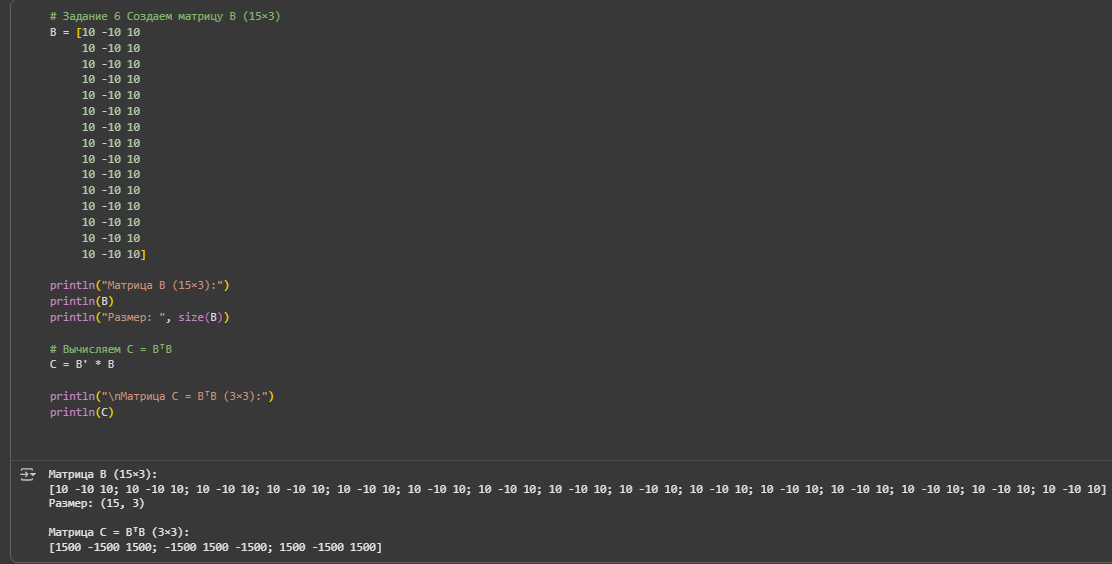 # Задание 6 Создаем матрицу B (15×3)
B = [10 -10 10
10 -10 10
10 -10 10
10 -10 10
10 -10 10
10 -10 10
10 -10 10
10 -10 10
10 -10 10
10 -10 10
10 -10 10
10 -10 10
10 -10 10
10 -10 10
10 -10 10]
println("Матрица B (15×3):")
println(B)
println("Размер: ", size(B))
# Вычисляем C = BᵀB
C = B' * B
println("\nМатрица C = BᵀB (3×3):")
println(C)
Матрица B (15×3):
[10 -10 10; 10 -10 10; 10 -10 10; 10 -10 10; 10 -10 10; 10 -10 10; 10 -10 10; 10 -10 10; 10 -10 10; 10 -10 10; 10 -10 10; 10 -10 10; 10 -10 10; 10 -10 10; 10 -10 10]
Размер: (15, 3)
Матрица C = BᵀB (3×3):
[1500 -1500 1500; -1500 1500 -1500; 1500 -1500 1500]